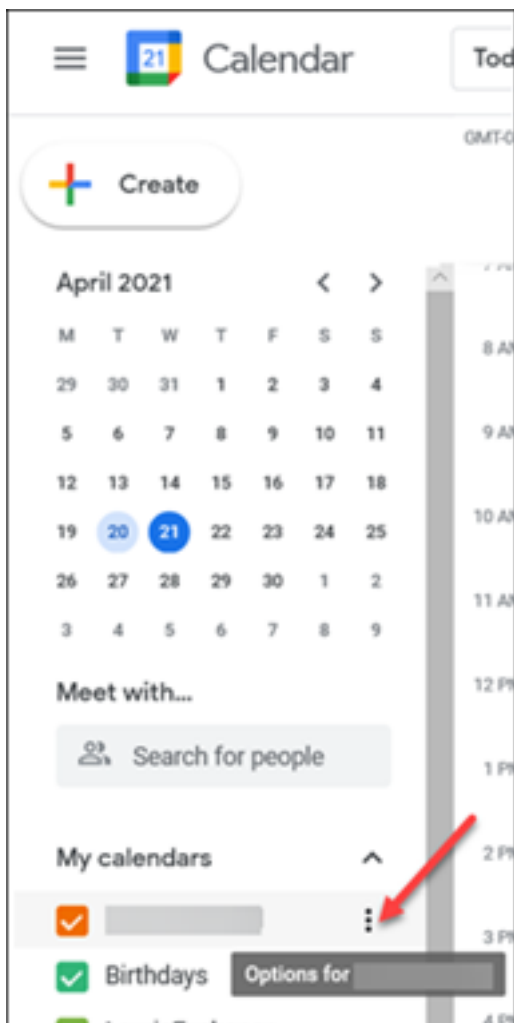 21 Calendar Tod
GMT-0
Create
April 2021
M T W T F S S
29 30 31 1 2 3 4
8 AM
5 6 7 8 9 10 11
9 AM
12 13 14 15 16 17 18
19 20 21 22 23 24 25
10 AM
26 27 28 29 30 1 2
11 AM
3 4 5 6 7 8 9
Meet with...
12 PM
Search for people
1 PM
My calendars
2 PM
3 PM
Birthdays
Options for
4 PM